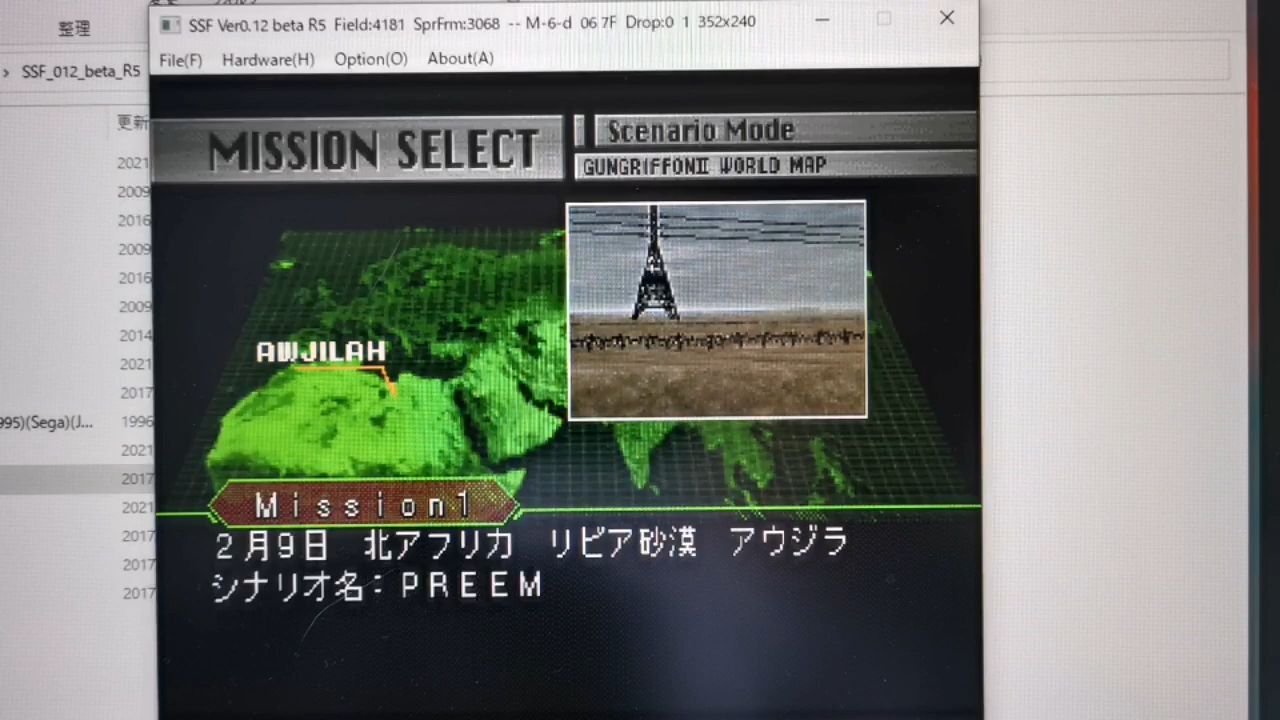 整理
SSF Ver0.12 beta R5 Field:4181 SprFrm:3068 -- M-6-d 06 7F Drop:0 1 352x240
File(F) Hardware(H) Option(O) About(A)
› SSF_012_beta_R5
更新
MISSION SELECT
Scenario Mode
GUNGRIFFONⅡ WORLD MAP
2021
2009
2016
2009
2016
2009
2014
2021
2017
995)(Sega)(J...
1996
2021
2017
2021
2017
2017
2017
AWJILAH
Mission1
2月9日 北アフリカ リビア砂漠 アウジラ
シナリオ名:PREEM